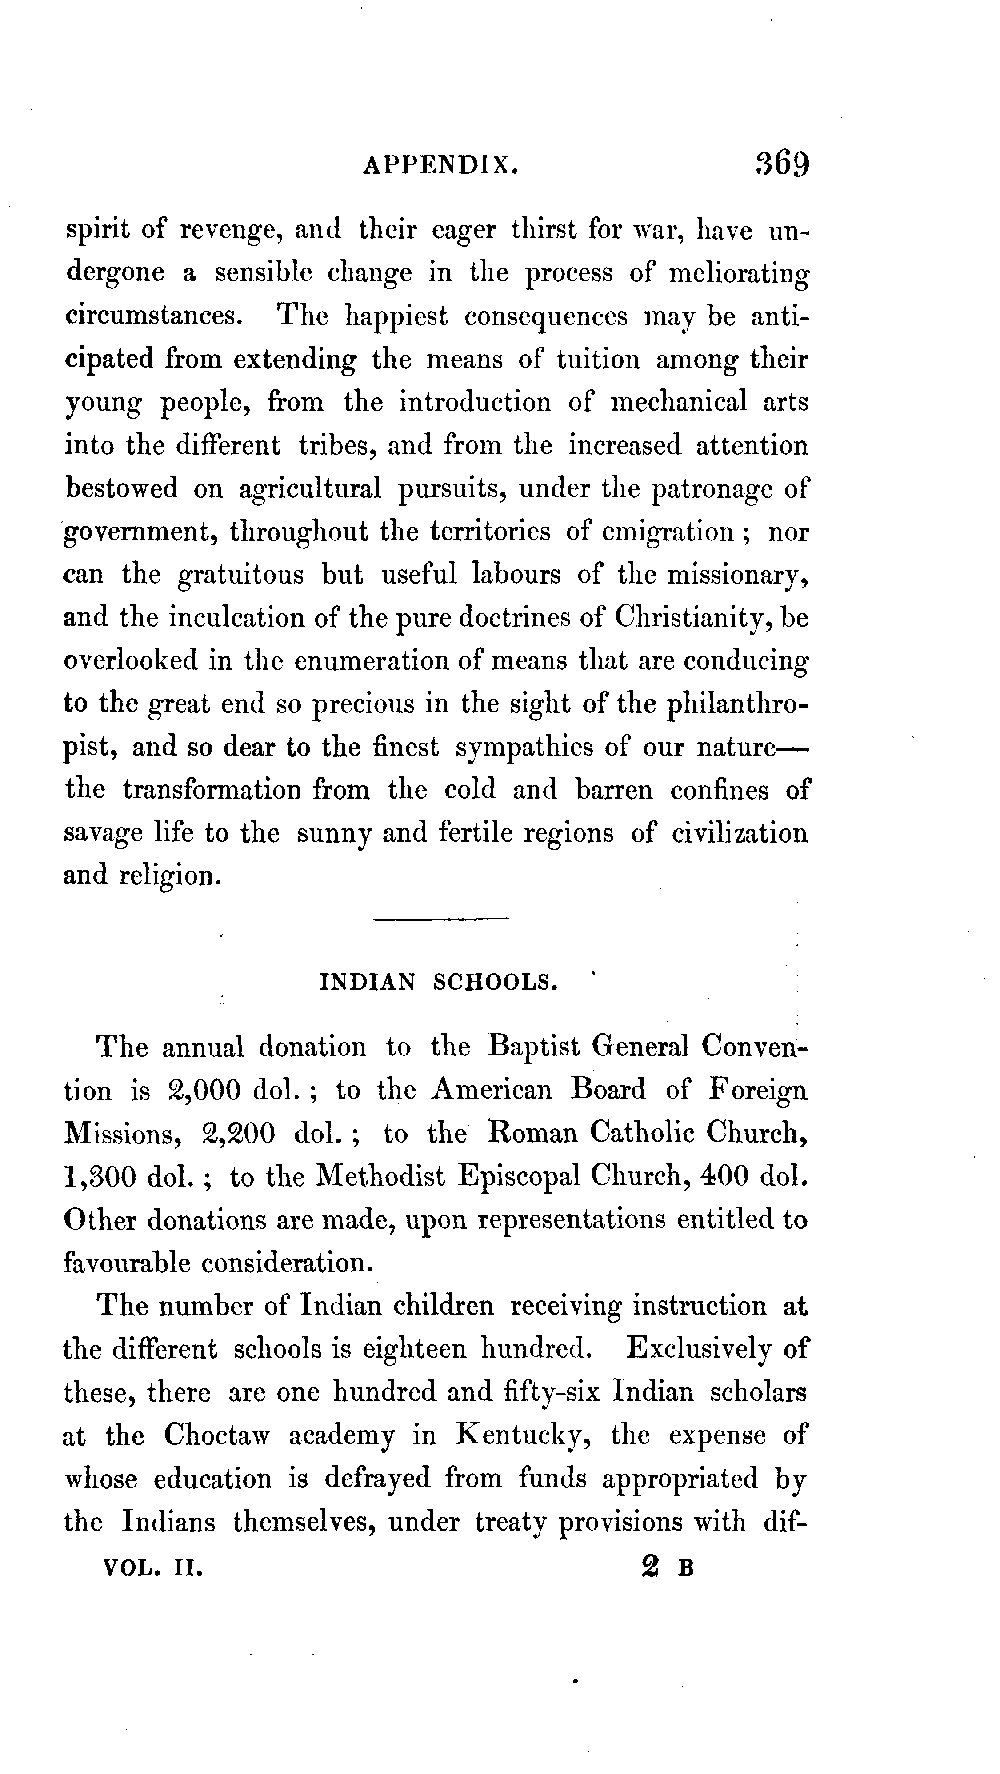 APPENDIX. 369
spirit of revenge, and their eager thirst for war, have un-
dergone a sensible change in the process of meliorating
circumstances. The happiest consequences may be anti-
cipated from extending the means of tuition among their
young people, from the introduction of mechanical arts
into the different tribes, and from the increased attention
bestowed on agricultural pursuits, under the patronage of
government, throughout the territories of emigration ; nor
can the gratuitous but useful labours of the missionary,
and the inculcation of the pure doctrines of Christianity, be
overlooked in the enumeration of means that are conducing
to the great end so precious in the sight of the philanthro-
pist, and so dear to the finest sympathies of our nature—
the transformation from the cold and barren confines of
savage life to the sunny and fertile regions of civilization
and religion.
INDIAN SCHOOLS.
The annual donation to the Baptist General Conven-
tion is 2,000 dol. ; to the American Board of Foreign
Missions, 2,200 dol. ; to the Roman Catholic Church,
1,300 dol. ; to the Methodist Episcopal Church, 400 dol.
Other donations are made, upon representations entitled to
favourable consideration.
The number of Indian children receiving instruction at
the different schools is eighteen hundred. Exclusively of
these, there are one hundred and fifty-six Indian scholars
at the Choctaw academy in Kentucky, the expense of
whose education is defrayed from funds appropriated by
the Indians themselves, under treaty provisions with dif-
VOL. II. 2 B